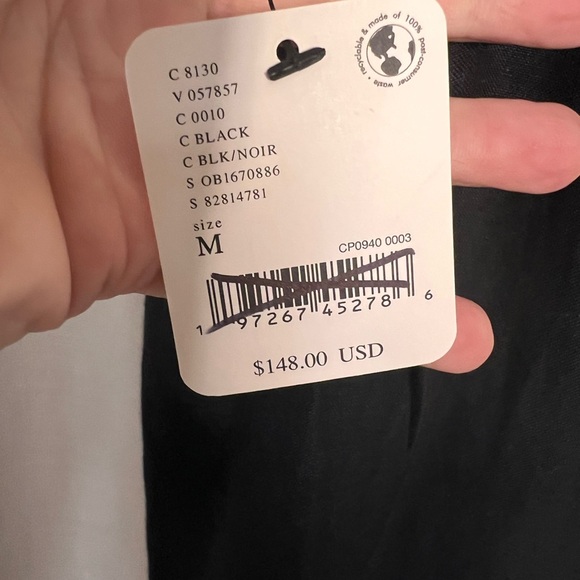 recyclable & made of 100% post-consumer waste •
C 8130
V 057857
C 0010
C BLACK
C BLK/NOIR
S OB1670886
S 82814781
size
M
CP0940 0003
1 97267 45278 6
$148.00 USD